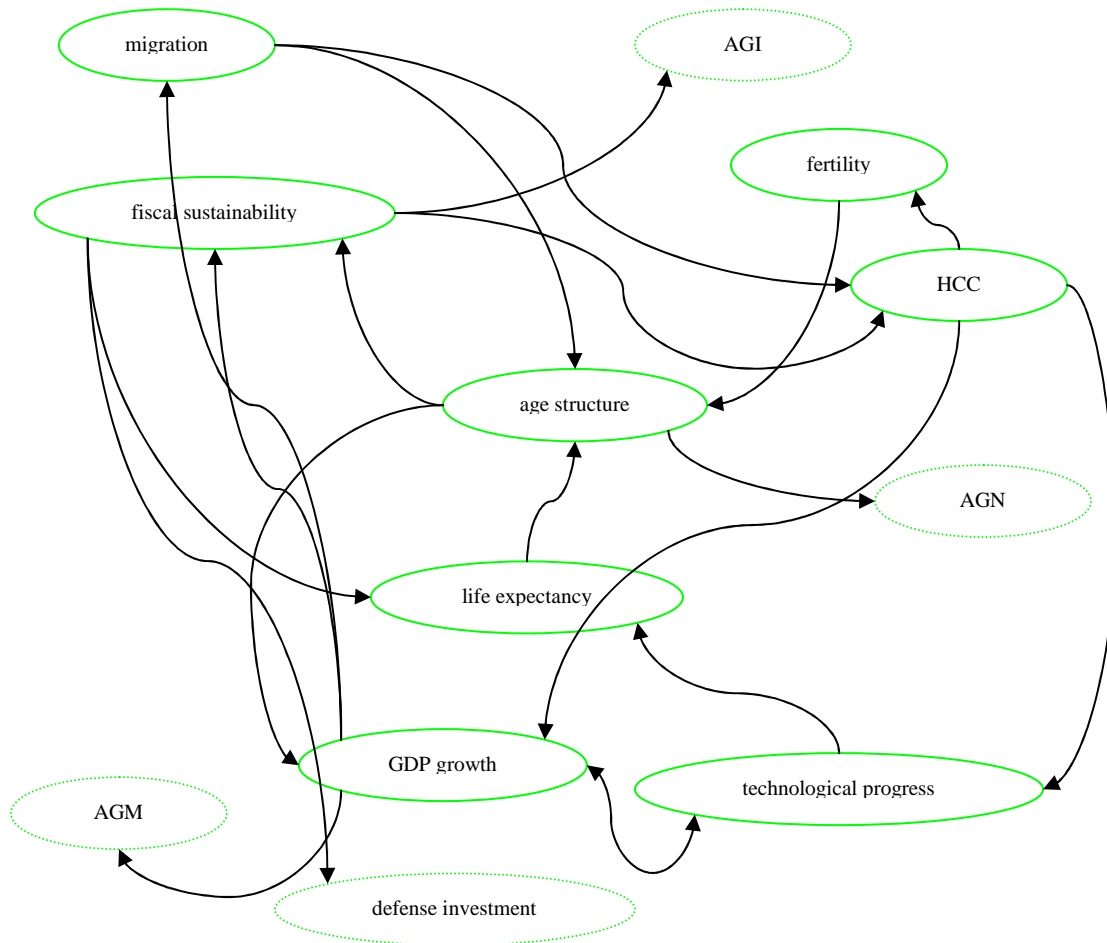 migration
AGI
fertility
fiscal sustainability
HCC
age structure
AGN
life expectancy
GDP growth
technological progress
AGM
defense investment